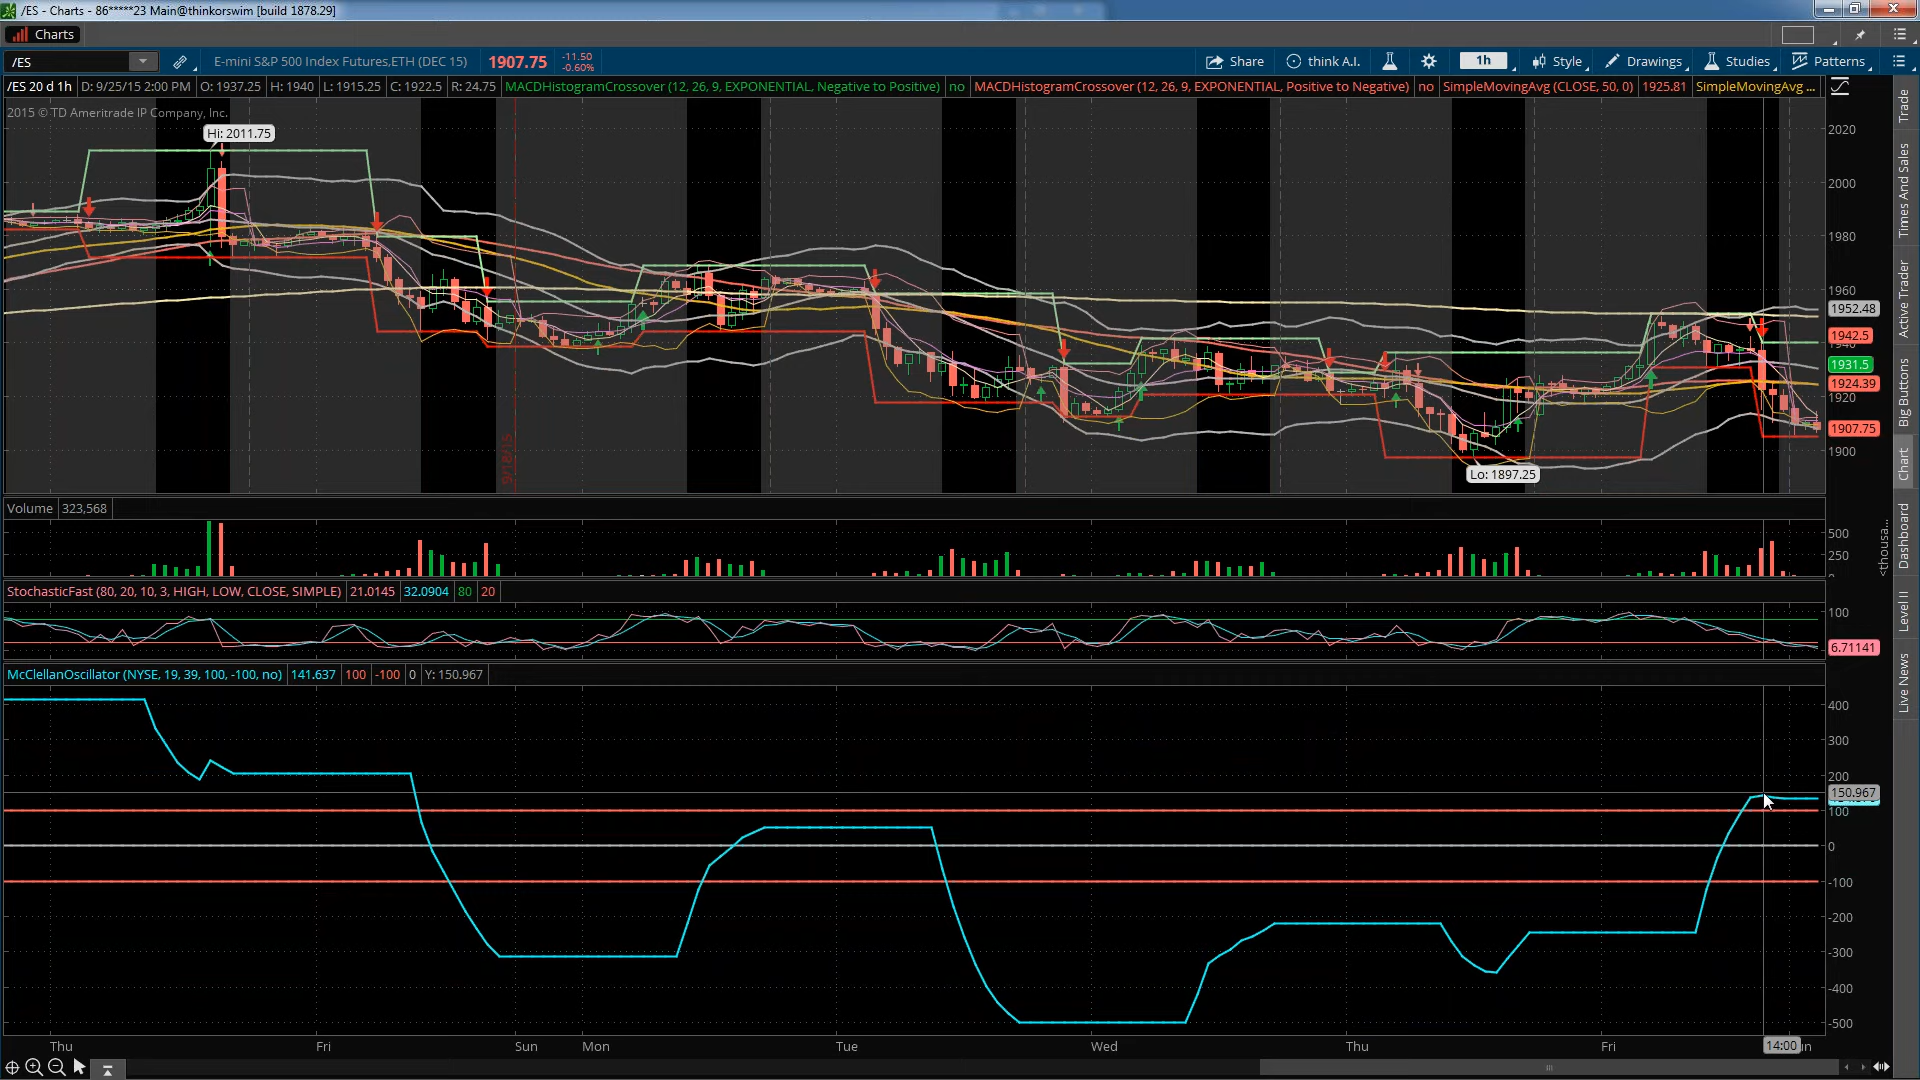 /ES - Charts - 86*****23 Main@thinkorswim [build 1878.29]
Charts
/ES
E-mini S&P 500 Index Futures,ETH (DEC 15)
1907.75
-11.50
-0.60%
Share
think A.I.
1h
Style
Drawings
Studies
Patterns
/ES 20 d 1h D: 9/25/15 2:00 PM O: 1937.25 H: 1940 L: 1915.25 C: 1922.5 R: 24.75 MACDHistogramCrossover (12, 26, 9, EXPONENTIAL, Negative to Positive) no MACDHistogramCrossover (12, 26, 9, EXPONENTIAL, Positive to Negative) no SimpleMovingAvg (CLOSE, 50, 0) 1925.81 SimpleMovingAvg ...
2015 © TD Ameritrade IP Company, Inc.
Hi: 2011.75
Lo: 1897.25
9/18/15
2020
2000
1980
1960
1952.48
1942.5
1940
1931.5
1924.39
1920
1907.75
1900
Volume 323,568
500
250
0
<thousa...
StochasticFast (80, 20, 10, 3, HIGH, LOW, CLOSE, SIMPLE) 21.0145 32.0904 80 20
100
6.71141
McClellanOscillator (NYSE, 19, 39, 100, -100, no) 141.637 100 -100 0 Y: 150.967
400
300
200
150.967
100
0
-100
-200
-300
-400
-500
Thu
Fri
Sun
Mon
Tue
Wed
Thu
Fri
14:00
Trade
Times And Sales
Active Trader
Big Buttons
Chart
Dashboard
Level II
Live News